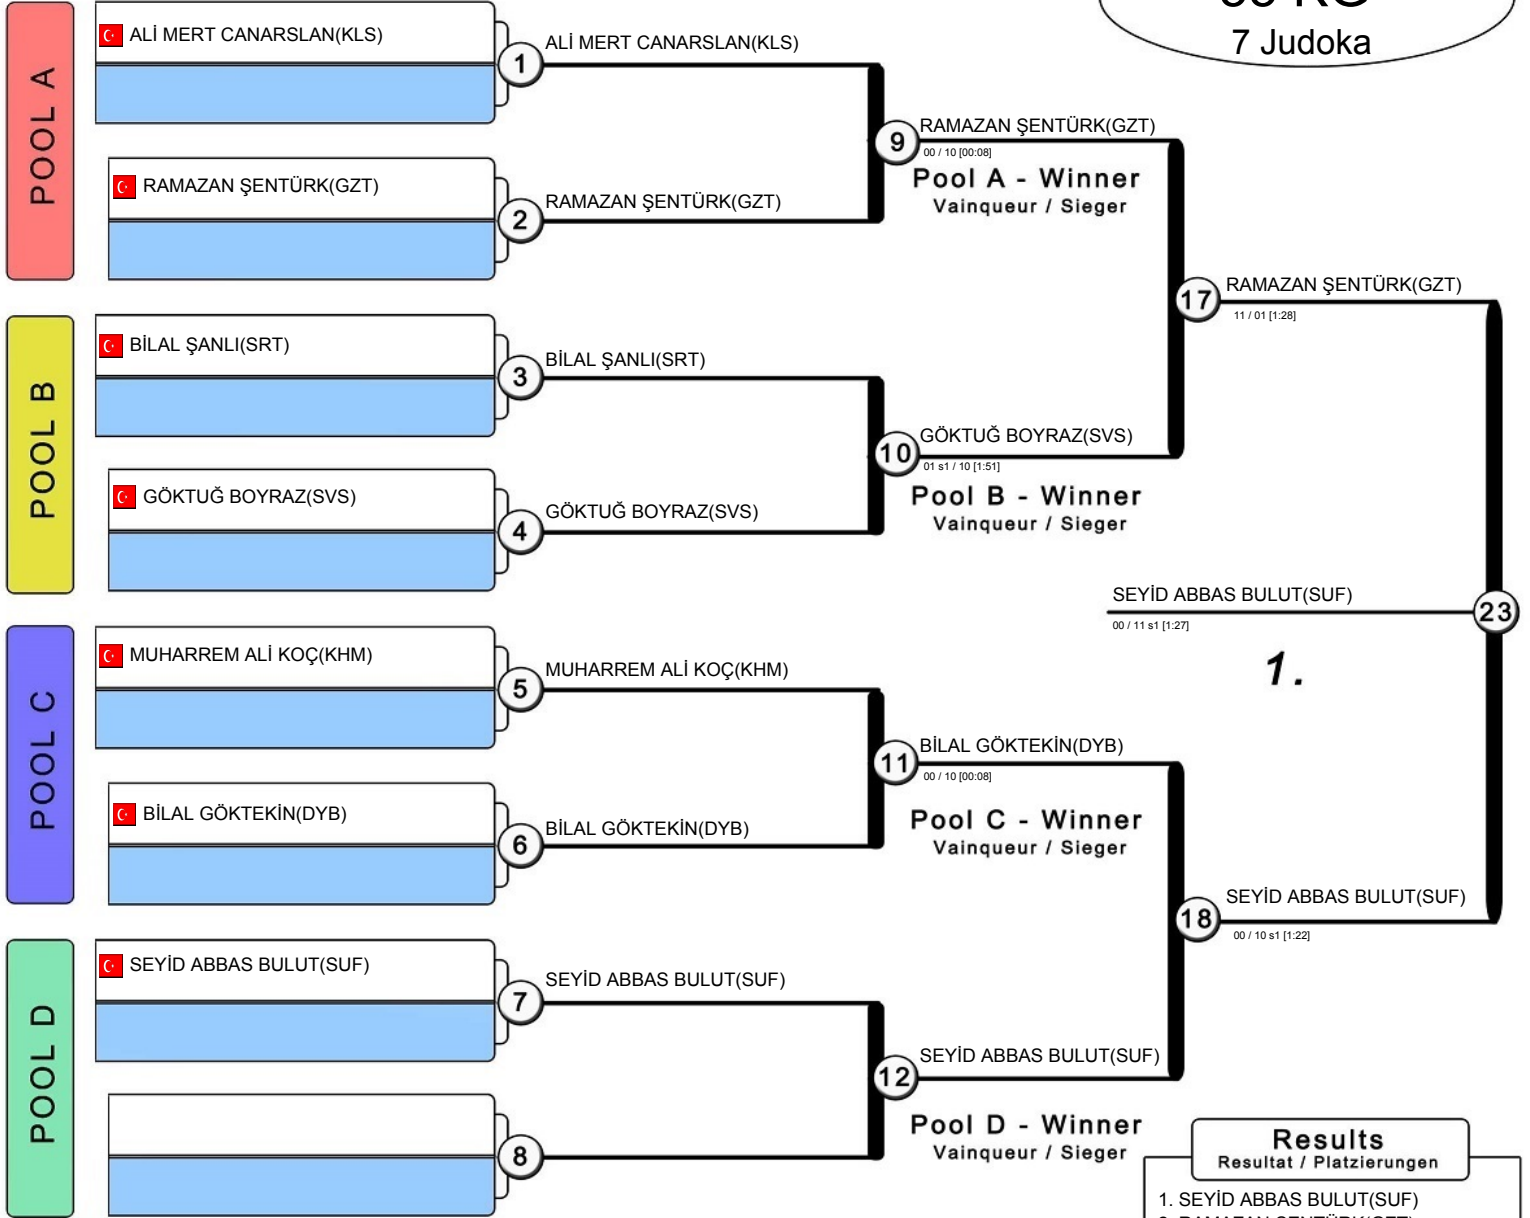 KG
7 Judoka
POOL A
ALİ MERT CANARSLAN(KLS)
1
ALİ MERT CANARSLAN(KLS)
RAMAZAN ŞENTÜRK(GZT)
2
RAMAZAN ŞENTÜRK(GZT)
9
RAMAZAN ŞENTÜRK(GZT)
00 / 10 [00:08]
Pool A - Winner
Vainqueur / Sieger
POOL B
BİLAL ŞANLI(SRT)
3
BİLAL ŞANLI(SRT)
GÖKTUĞ BOYRAZ(SVS)
4
GÖKTUĞ BOYRAZ(SVS)
10
GÖKTUĞ BOYRAZ(SVS)
01 s1 / 10 [1:51]
Pool B - Winner
Vainqueur / Sieger
17
RAMAZAN ŞENTÜRK(GZT)
11 / 01 [1:28]
SEYİD ABBAS BULUT(SUF)
23
00 / 11 s1 [1:27]
1.
POOL C
MUHARREM ALİ KOÇ(KHM)
5
MUHARREM ALİ KOÇ(KHM)
BİLAL GÖKTEKİN(DYB)
6
BİLAL GÖKTEKİN(DYB)
11
BİLAL GÖKTEKİN(DYB)
00 / 10 [00:08]
Pool C - Winner
Vainqueur / Sieger
18
SEYİD ABBAS BULUT(SUF)
00 / 10 s1 [1:22]
POOL D
SEYİD ABBAS BULUT(SUF)
7
SEYİD ABBAS BULUT(SUF)
8
12
SEYİD ABBAS BULUT(SUF)
Pool D - Winner
Vainqueur / Sieger
Results
Resultat / Platzierungen
1. SEYİD ABBAS BULUT(SUF)